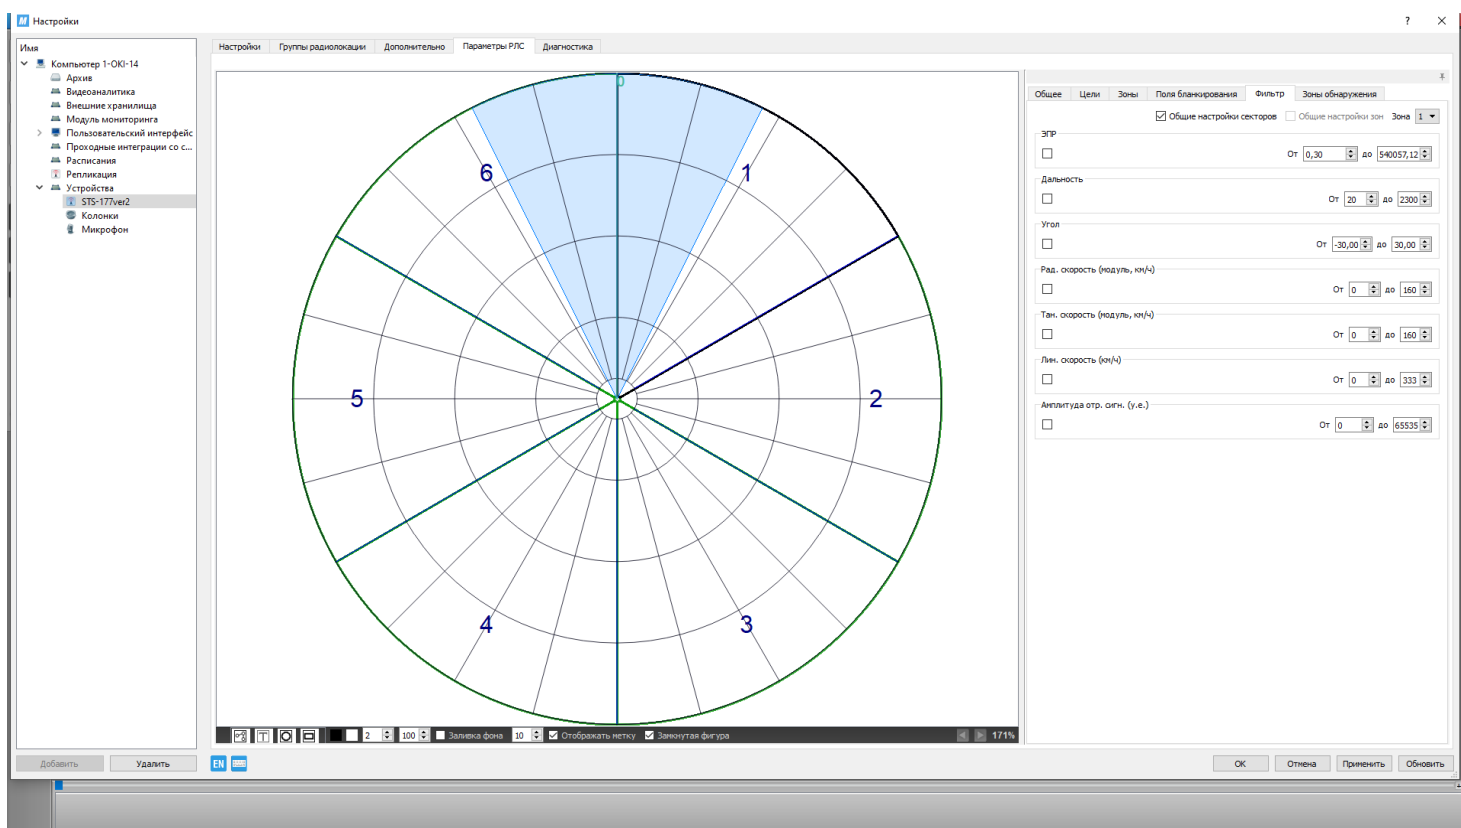 Настройки
? ×
Имя
Компьютер 1-OKI-14
Архив
Видеоаналитика
Внешние хранилища
Модуль мониторинга
Пользовательский интерфейс
Проходные интеграции со с...
Расписания
Репликация
Устройства
STS-177ver2
Колонки
Микрофон
Добавить Удалить
Настройки Группы радиолокации Дополнительно Параметры РЛС Диагностика
0
6 1
5 2
4 3
2 100 Заливка фона 10 Отображать метку Замкнутая фигура 171%
Общее Цели Зоны Поля бланкирования Фильтр Зоны обнаружения
Общие настройки секторов Общие настройки зон Зона 1
ЭПР
От 0,30 до 540057,12
Дальность
От 20 до 2300
Угол
От -30,00 до 30,00
Рад. скорость (модуль, км/ч)
От 0 до 160
Тан. скорость (модуль, км/ч)
От 0 до 160
Лин. скорость (км/ч)
От 0 до 333
Амплитуда отр. сигн. (у.е.)
От 0 до 65535
EN
ОК Отмена Применить Обновить